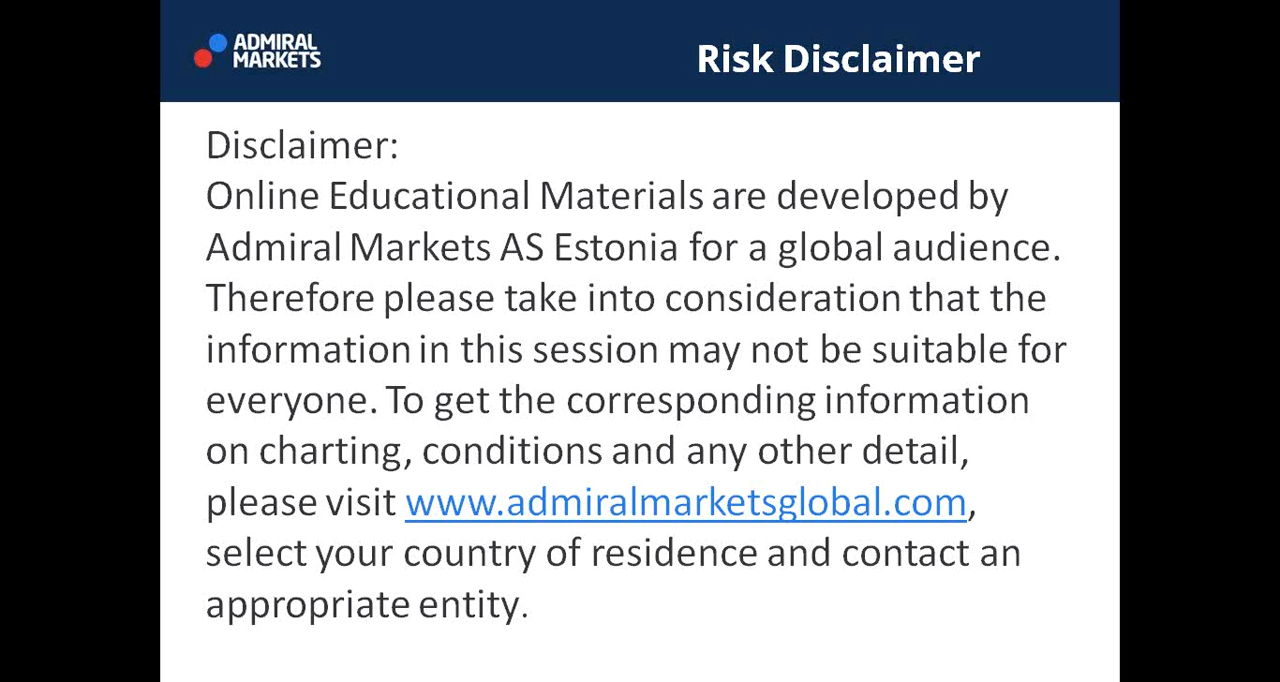 ADMIRAL
MARKETS
Risk Disclaimer
Disclaimer:
Online Educational Materials are developed by
Admiral Markets AS Estonia for a global audience.
Therefore please take into consideration that the
information in this session may not be suitable for
everyone. To get the corresponding information
on charting, conditions and any other detail,
please visit www.admiralmarketsglobal.com,
select your country of residence and contact an
appropriate entity.